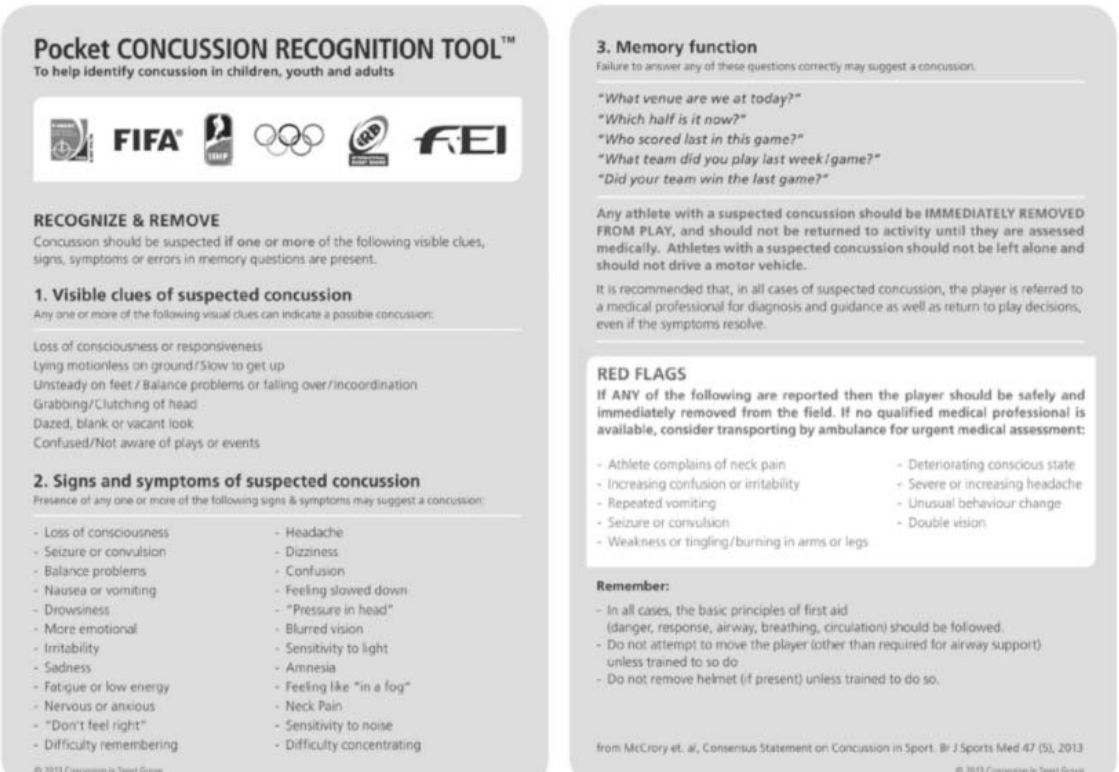 Pocket CONCUSSION RECOGNITION TOOL™
To help identify concussion in children, youth and adults
FIFA®
IIHF
IRB
INTERNATIONAL RUGBY BOARD
FEI
RECOGNIZE & REMOVE
Concussion should be suspected if one or more of the following visible clues,
signs, symptoms or errors in memory questions are present.
1. Visible clues of suspected concussion
Any one or more of the following visual clues can indicate a possible concussion:
Loss of consciousness or responsiveness
Lying motionless on ground/Slow to get up
Unsteady on feet / Balance problems or falling over/Incoordination
Grabbing/Clutching of head
Dazed, blank or vacant look
Confused/Not aware of plays or events
2. Signs and symptoms of suspected concussion
Presence of any one or more of the following signs & symptoms may suggest a concussion:
- Loss of consciousness
- Seizure or convulsion
- Balance problems
- Nausea or vomiting
- Drowsiness
- More emotional
- Irritability
- Sadness
- Fatigue or low energy
- Nervous or anxious
- "Don't feel right"
- Difficulty remembering
- Headache
- Dizziness
- Confusion
- Feeling slowed down
- "Pressure in head"
- Blurred vision
- Sensitivity to light
- Amnesia
- Feeling like "in a fog"
- Neck Pain
- Sensitivity to noise
- Difficulty concentrating
© 2013 Concussion in Sport Group
3. Memory function
Failure to answer any of these questions correctly may suggest a concussion.
"What venue are we at today?"
"Which half is it now?"
"Who scored last in this game?"
"What team did you play last week/game?"
"Did your team win the last game?"
Any athlete with a suspected concussion should be IMMEDIATELY REMOVED
FROM PLAY, and should not be returned to activity until they are assessed
medically. Athletes with a suspected concussion should not be left alone and
should not drive a motor vehicle.
It is recommended that, in all cases of suspected concussion, the player is referred to
a medical professional for diagnosis and guidance as well as return to play decisions,
even if the symptoms resolve.
RED FLAGS
If ANY of the following are reported then the player should be safely and
immediately removed from the field. If no qualified medical professional is
available, consider transporting by ambulance for urgent medical assessment:
- Athlete complains of neck pain
- Increasing confusion or irritability
- Repeated vomiting
- Seizure or convulsion
- Weakness or tingling/burning in arms or legs
- Deteriorating conscious state
- Severe or increasing headache
- Unusual behaviour change
- Double vision
Remember:
- In all cases, the basic principles of first aid
(danger, response, airway, breathing, circulation) should be followed.
- Do not attempt to move the player (other than required for airway support)
unless trained to so do
- Do not remove helmet (if present) unless trained to do so.
from McCrory et. al, Consensus Statement on Concussion in Sport. Br J Sports Med 47 (5), 2013
© 2013 Concussion in Sport Group